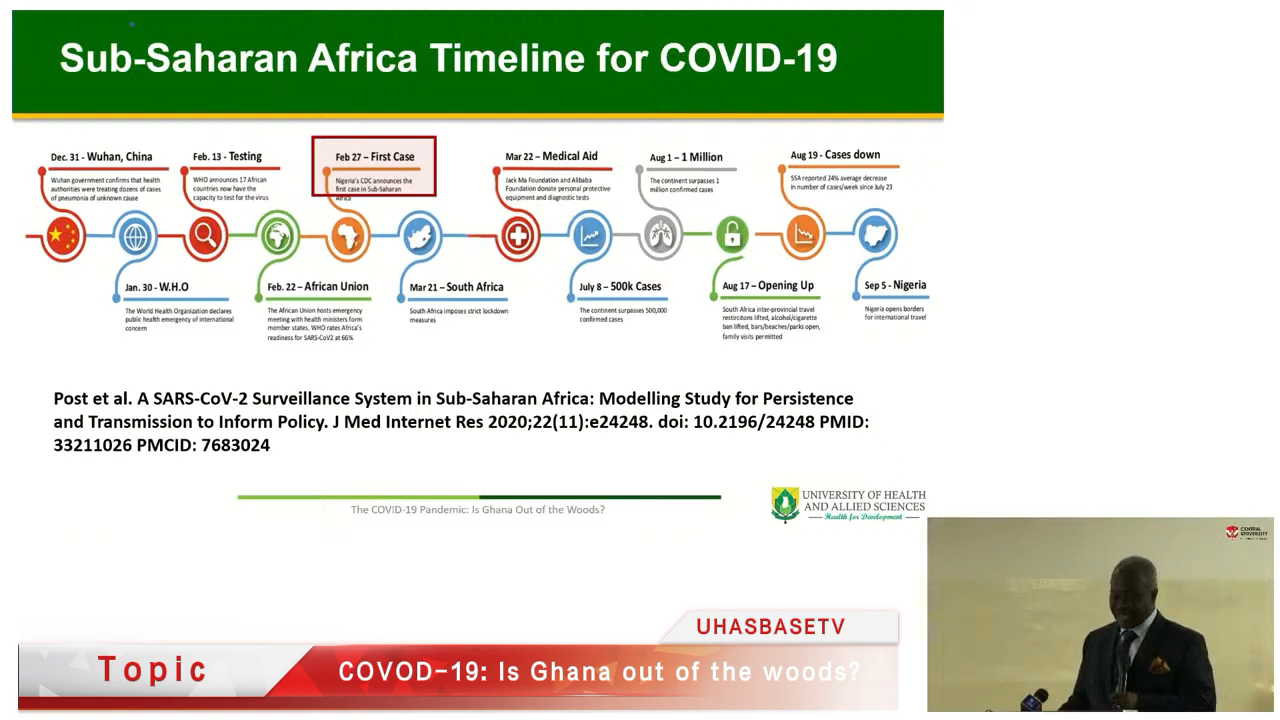 Sub-Saharan Africa Timeline for COVID-19
Dec. 31 - Wuhan, China
Wuhan government confirms that health
authorities were treating dozens of cases
of pneumonia of unknown cause
Feb. 13 - Testing
WHO announces 17 African
countries now have the
capacity to test for the virus
Feb 27 – First Case
Nigeria's CDC announces the
first case in Sub-Saharan
Africa
Mar 22 – Medical Aid
Jack Ma Foundation and Alibaba
Foundation donate personal protective
equipment and diagnostic tests
Aug 1 – 1 Million
The continent surpasses 1
million confirmed cases
Aug 19 - Cases down
SSA reported 24% average decrease
in number of cases/week since July 23
Jan. 30 - W.H.O
The World Health Organization declares
public health emergency of international
concern
Feb. 22 – African Union
The African Union hosts emergency
meeting with health ministers form
member states. WHO rates Africa's
readiness for SARS-CoV2 at 66%
Mar 21 – South Africa
South Africa imposes strict lockdown
measures
July 8 – 500k Cases
The continent surpasses 500,000
confirmed cases
Aug 17 – Opening Up
South Africa inter-provincial travel
restircitons lifted, alcohol/cigarette
ban lifted, bars/beaches/parks open,
family visits permitted
Sep 5 - Nigeria
Nigeria opens borders
for international travel
Post et al. A SARS-CoV-2 Surveillance System in Sub-Saharan Africa: Modelling Study for Persistence
and Transmission to Inform Policy. J Med Internet Res 2020;22(11):e24248. doi: 10.2196/24248 PMID:
33211026 PMCID: 7683024
The COVID-19 Pandemic: Is Ghana Out of the Woods?
UNIVERSITY OF HEALTH
AND ALLIED SCIENCES
Health for Development
CENTRAL
UNIVERSITY
UHASBASETV
Topic
COVOD-19: Is Ghana out of the woods?